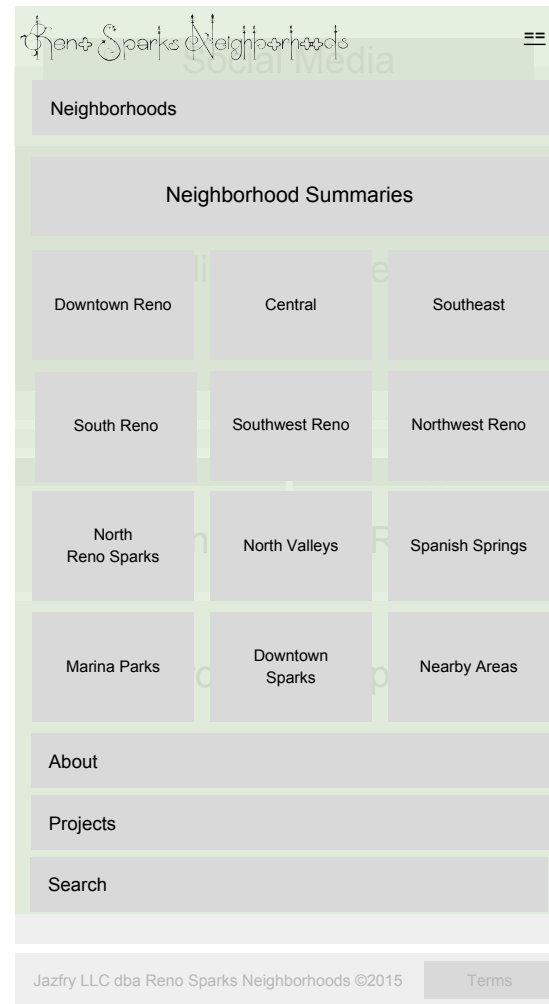 Reno Sparks Neighborhoods
Social Media
Neighborhoods
Neighborhood Summaries
Downtown Reno
Central
Southeast
South Reno
Southwest Reno
Northwest Reno
North
Reno Sparks
North Valleys
Spanish Springs
Marina Parks
Downtown
Sparks
Nearby Areas
About
Projects
Search
Jazfry LLC dba Reno Sparks Neighborhoods ©2015
Terms